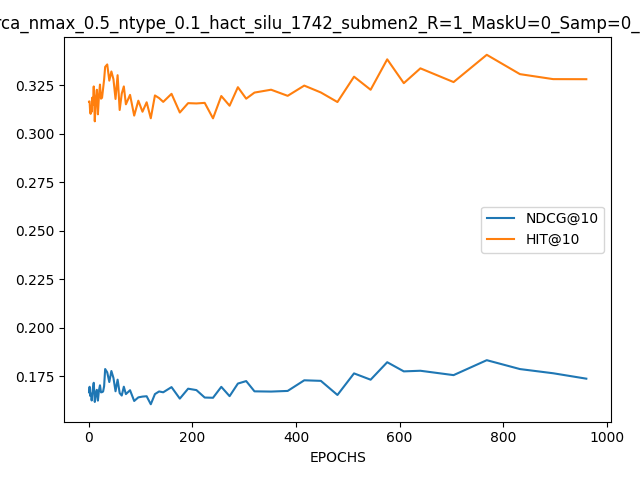 rca_nmax_0.5_ntype_0.1_hact_silu_1742_submen2_R=1_MaskU=0_Samp=0_
0.325
0.300
0.275
0.250
0.225
0.200
0.175
NDCG@10
HIT@10
0 200 400 600 800 1000
EPOCHS